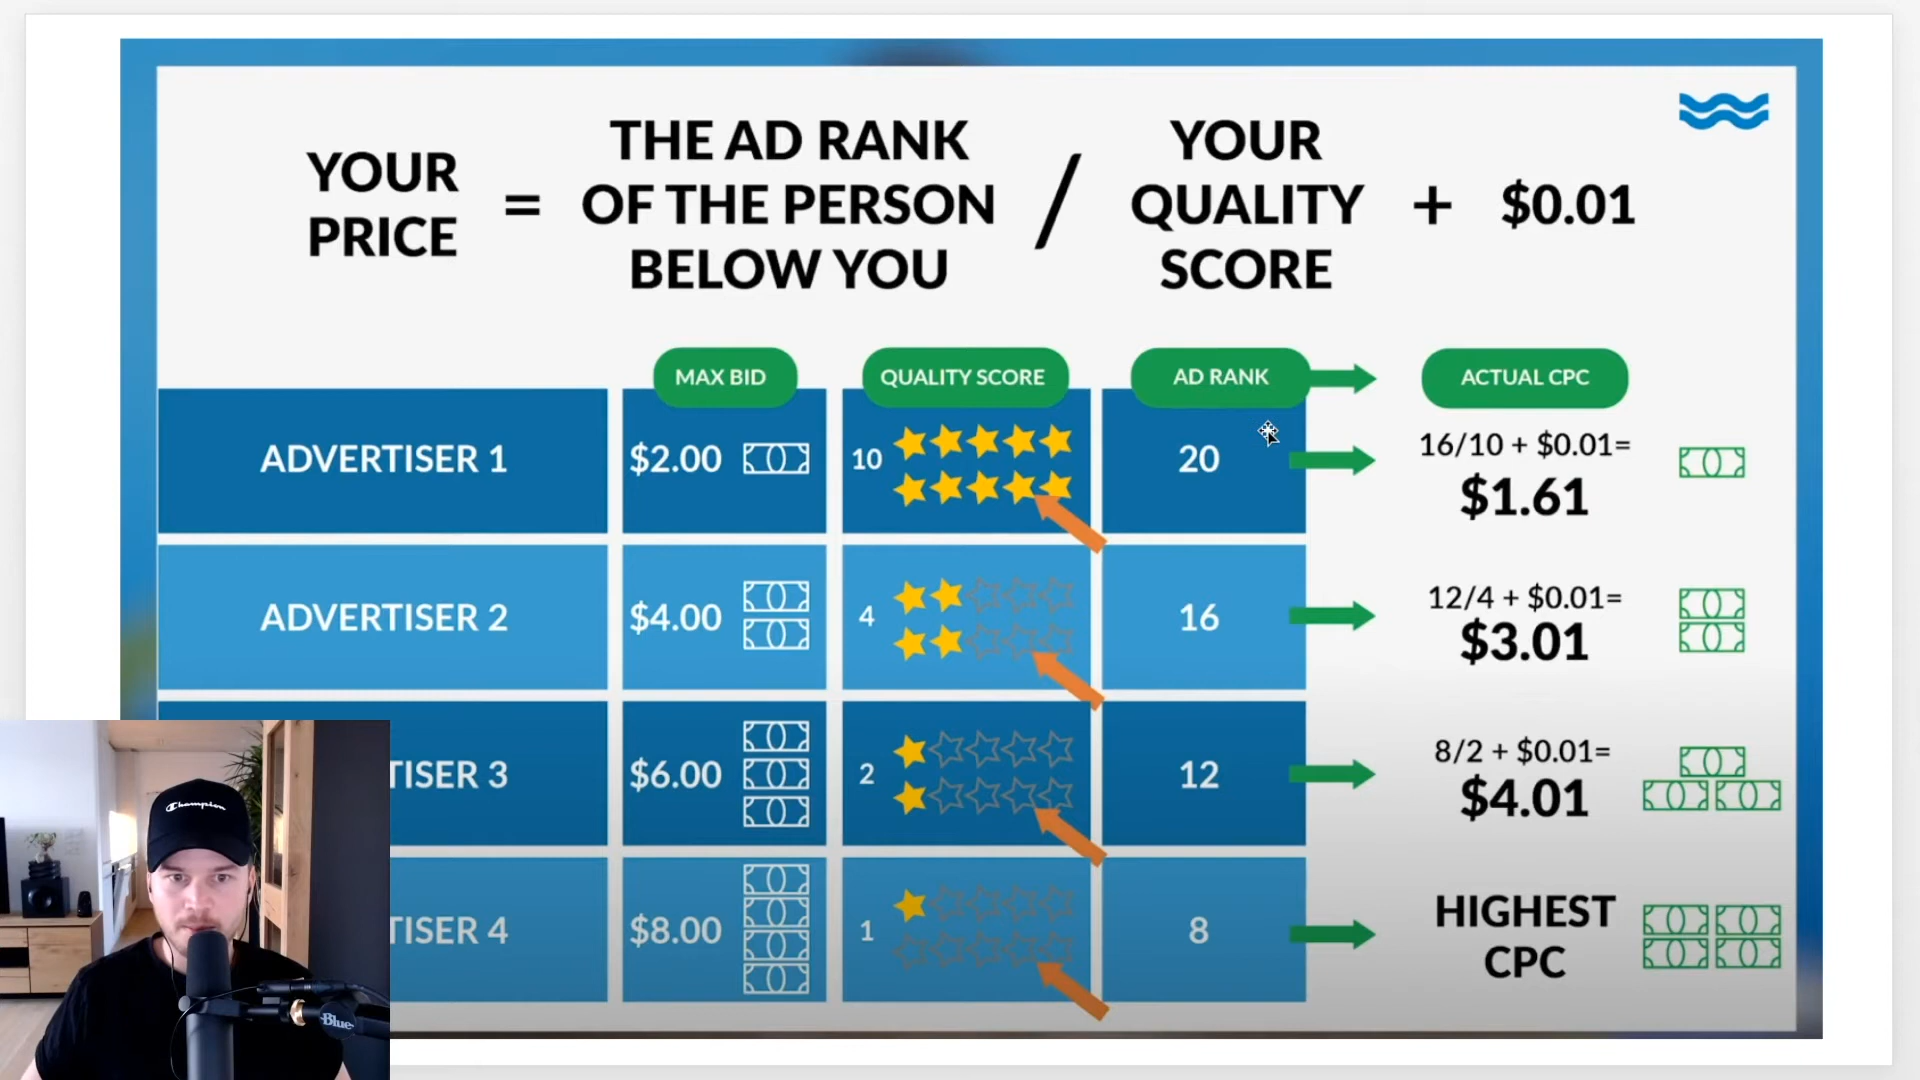 YOUR
PRICE
=
THE AD RANK
OF THE PERSON
BELOW YOU
/
YOUR
QUALITY
SCORE
+
$0.01
MAX BID
QUALITY SCORE
AD RANK
ACTUAL CPC
ADVERTISER 1
$2.00
10
20
16/10 + $0.01=
$1.61
ADVERTISER 2
$4.00
4
16
12/4 + $0.01=
$3.01
TISER 3
$6.00
2
12
8/2 + $0.01=
$4.01
TISER 4
$8.00
1
8
HIGHEST
CPC
Champion
Blue